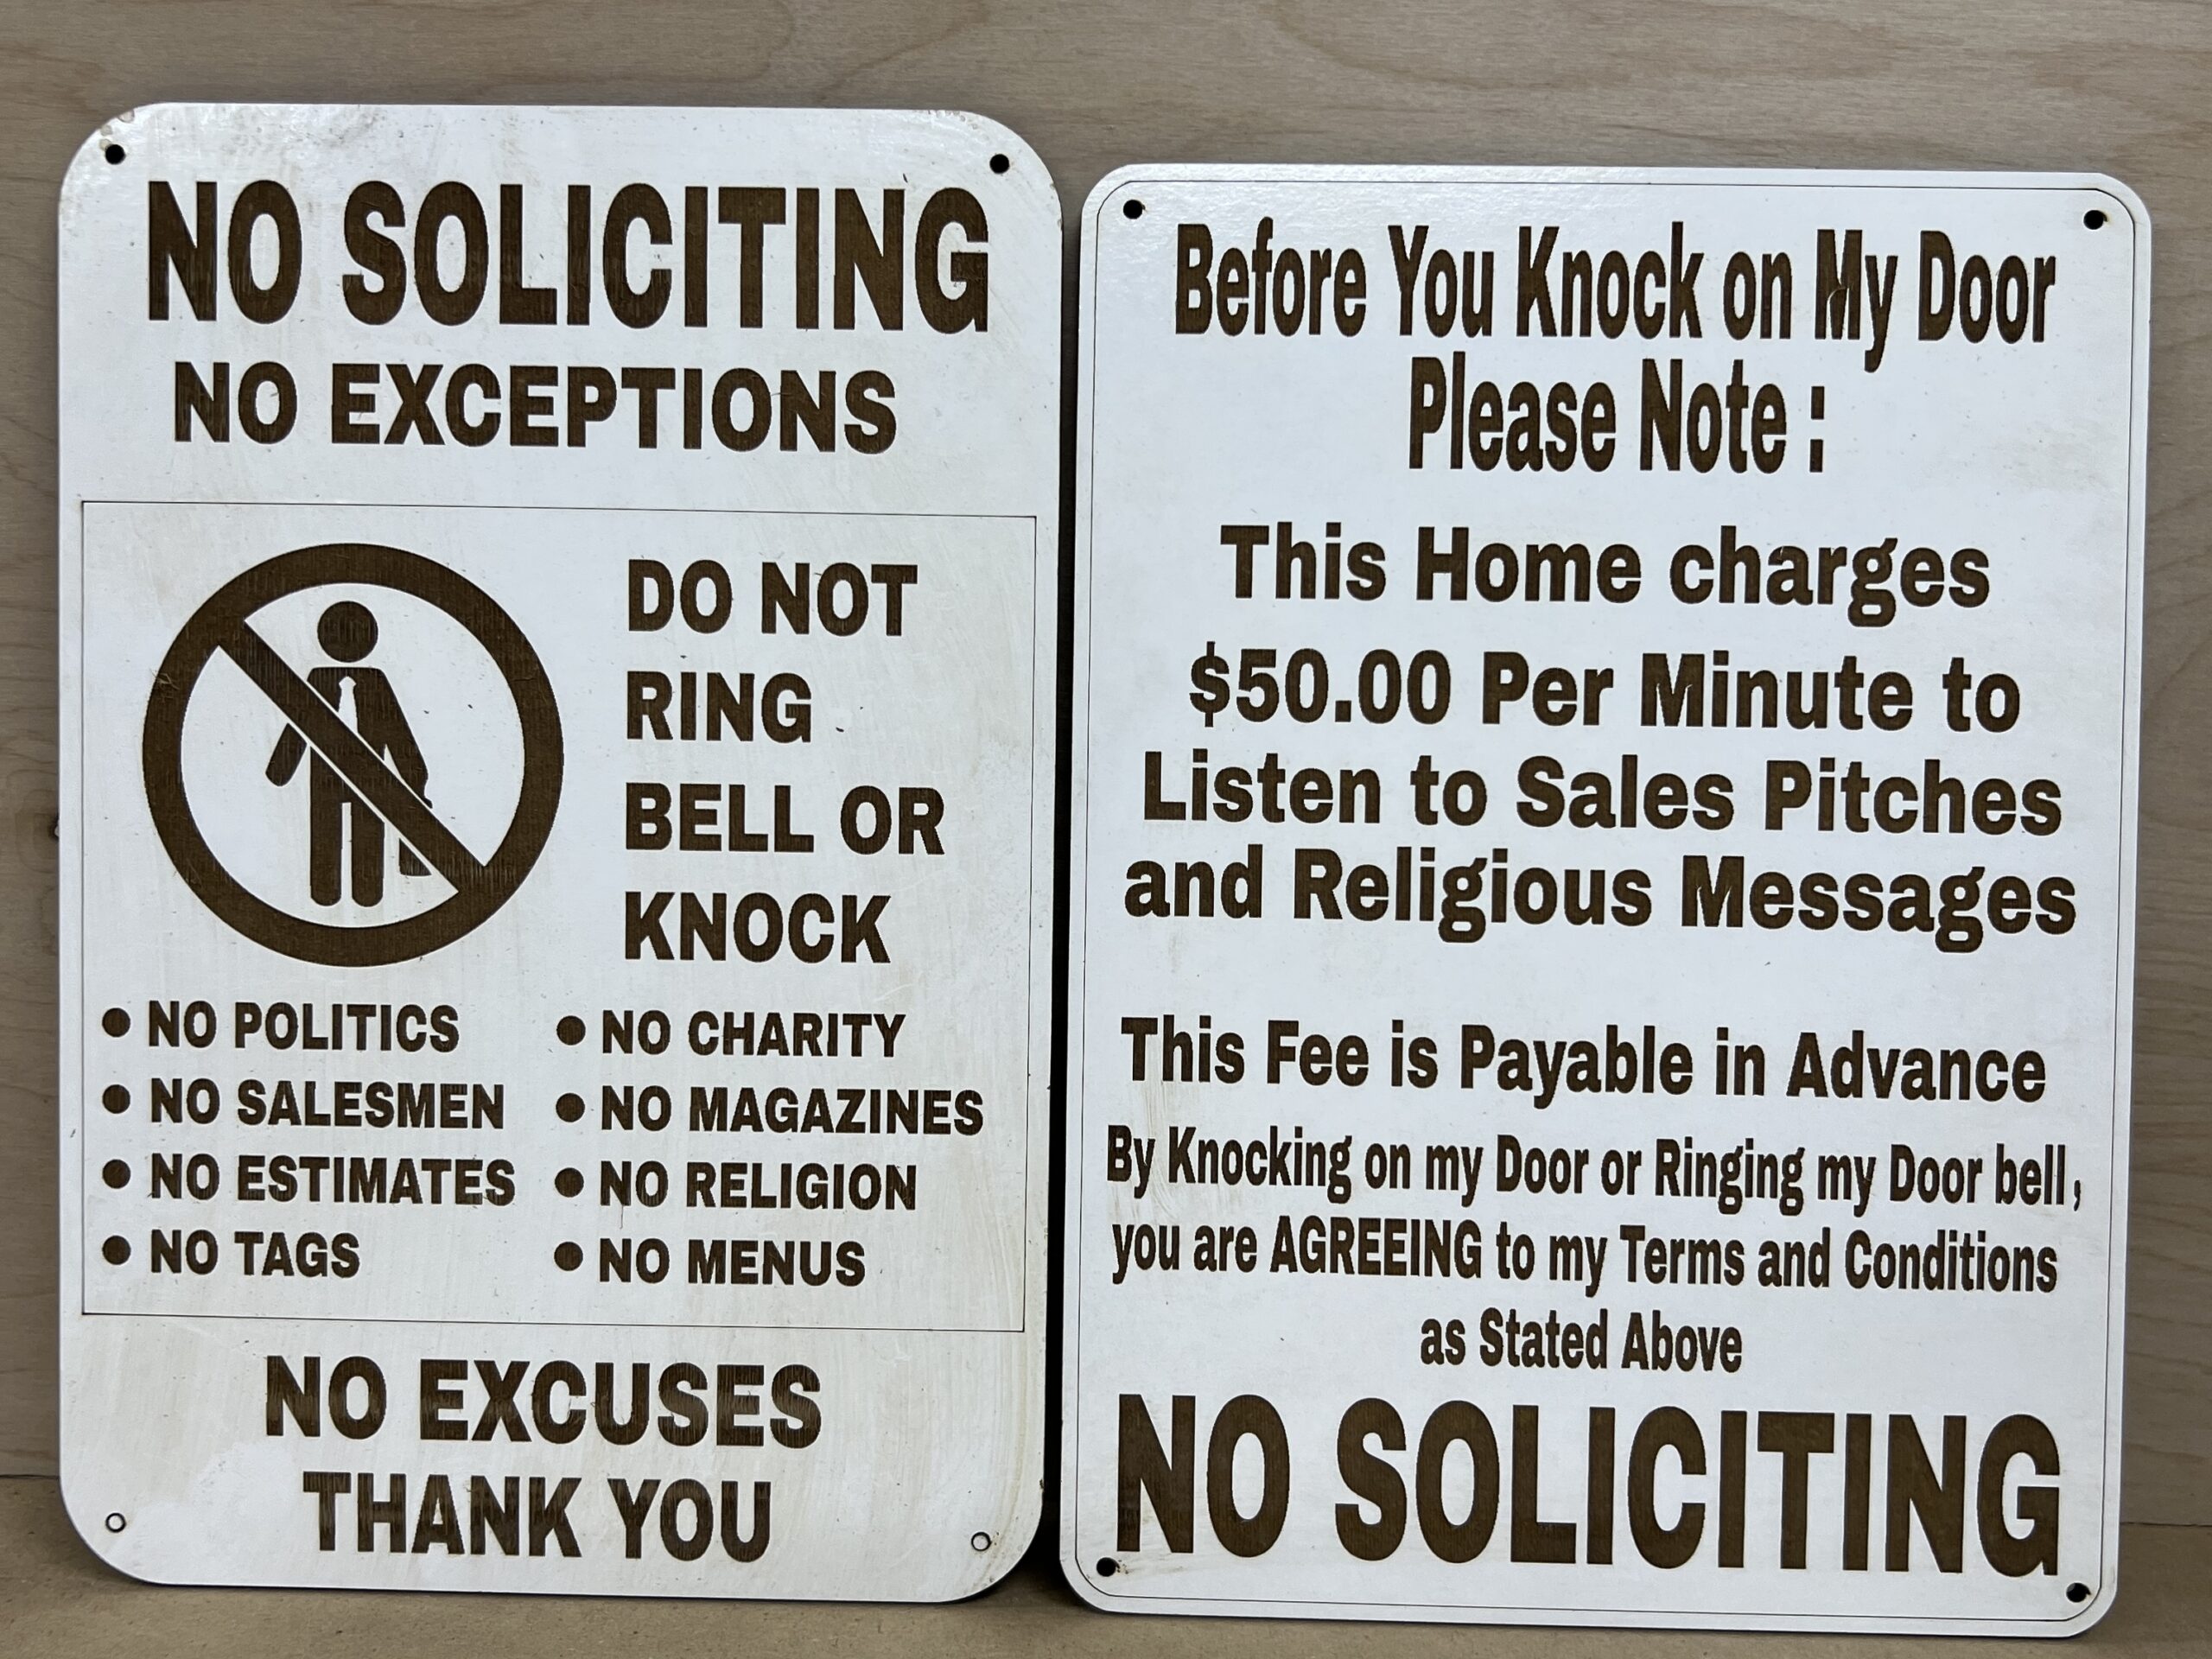 NO SOLICITING
NO EXCEPTIONS
DO NOT
RING
BELL OR
KNOCK
• NO POLITICS
• NO SALESMEN
• NO ESTIMATES
• NO TAGS
• NO CHARITY
• NO MAGAZINES
• NO RELIGION
• NO MENUS
NO EXCUSES
THANK YOU
Before You Knock on My Door
Please Note :
This Home charges
$50.00 Per Minute to
Listen to Sales Pitches
and Religious Messages
This Fee is Payable in Advance
By Knocking on my Door or Ringing my Door bell,
you are AGREEING to my Terms and Conditions
as Stated Above
NO SOLICITING